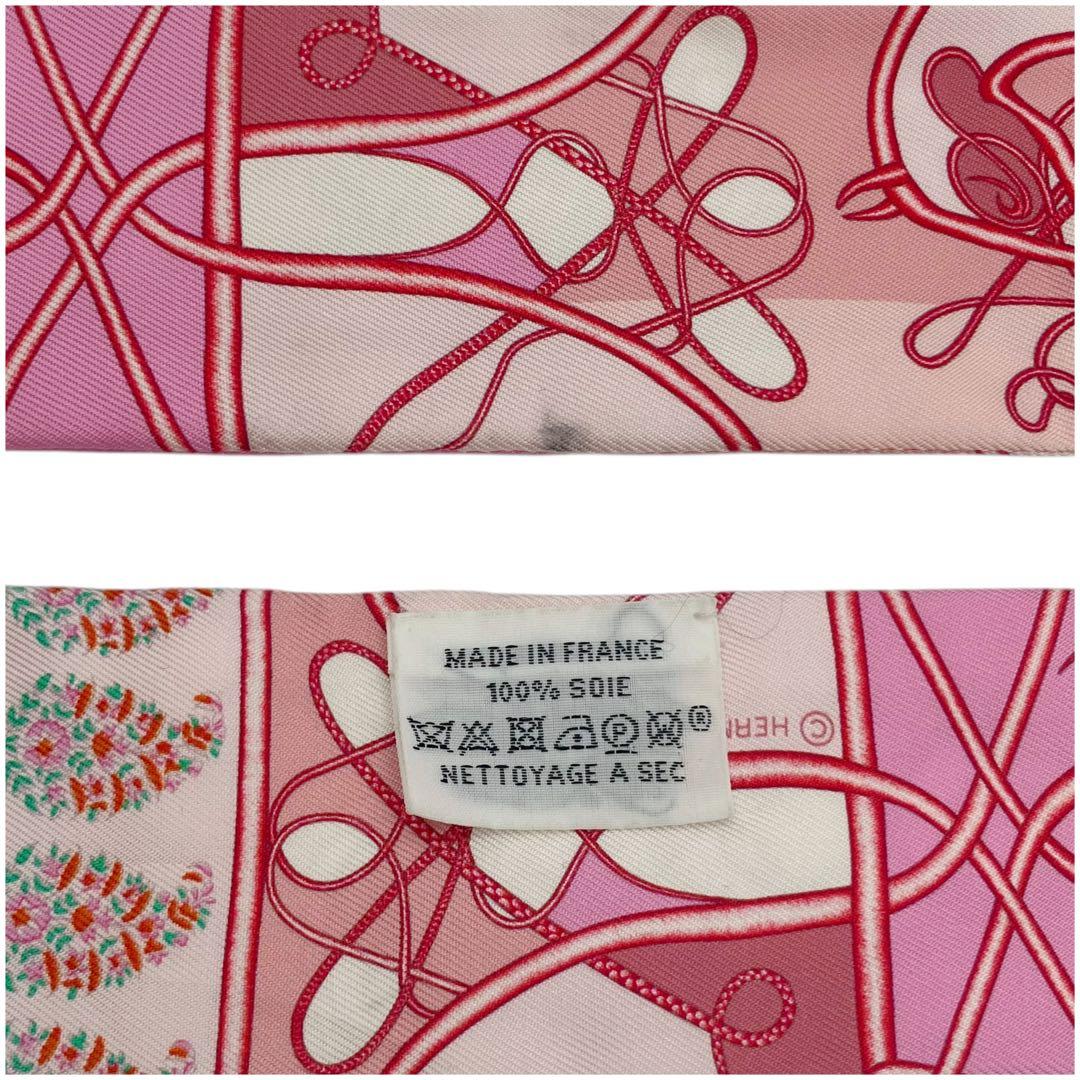 MADE IN FRANCE
100% SOIE
®
© HERM
NETTOYAGE A SEC